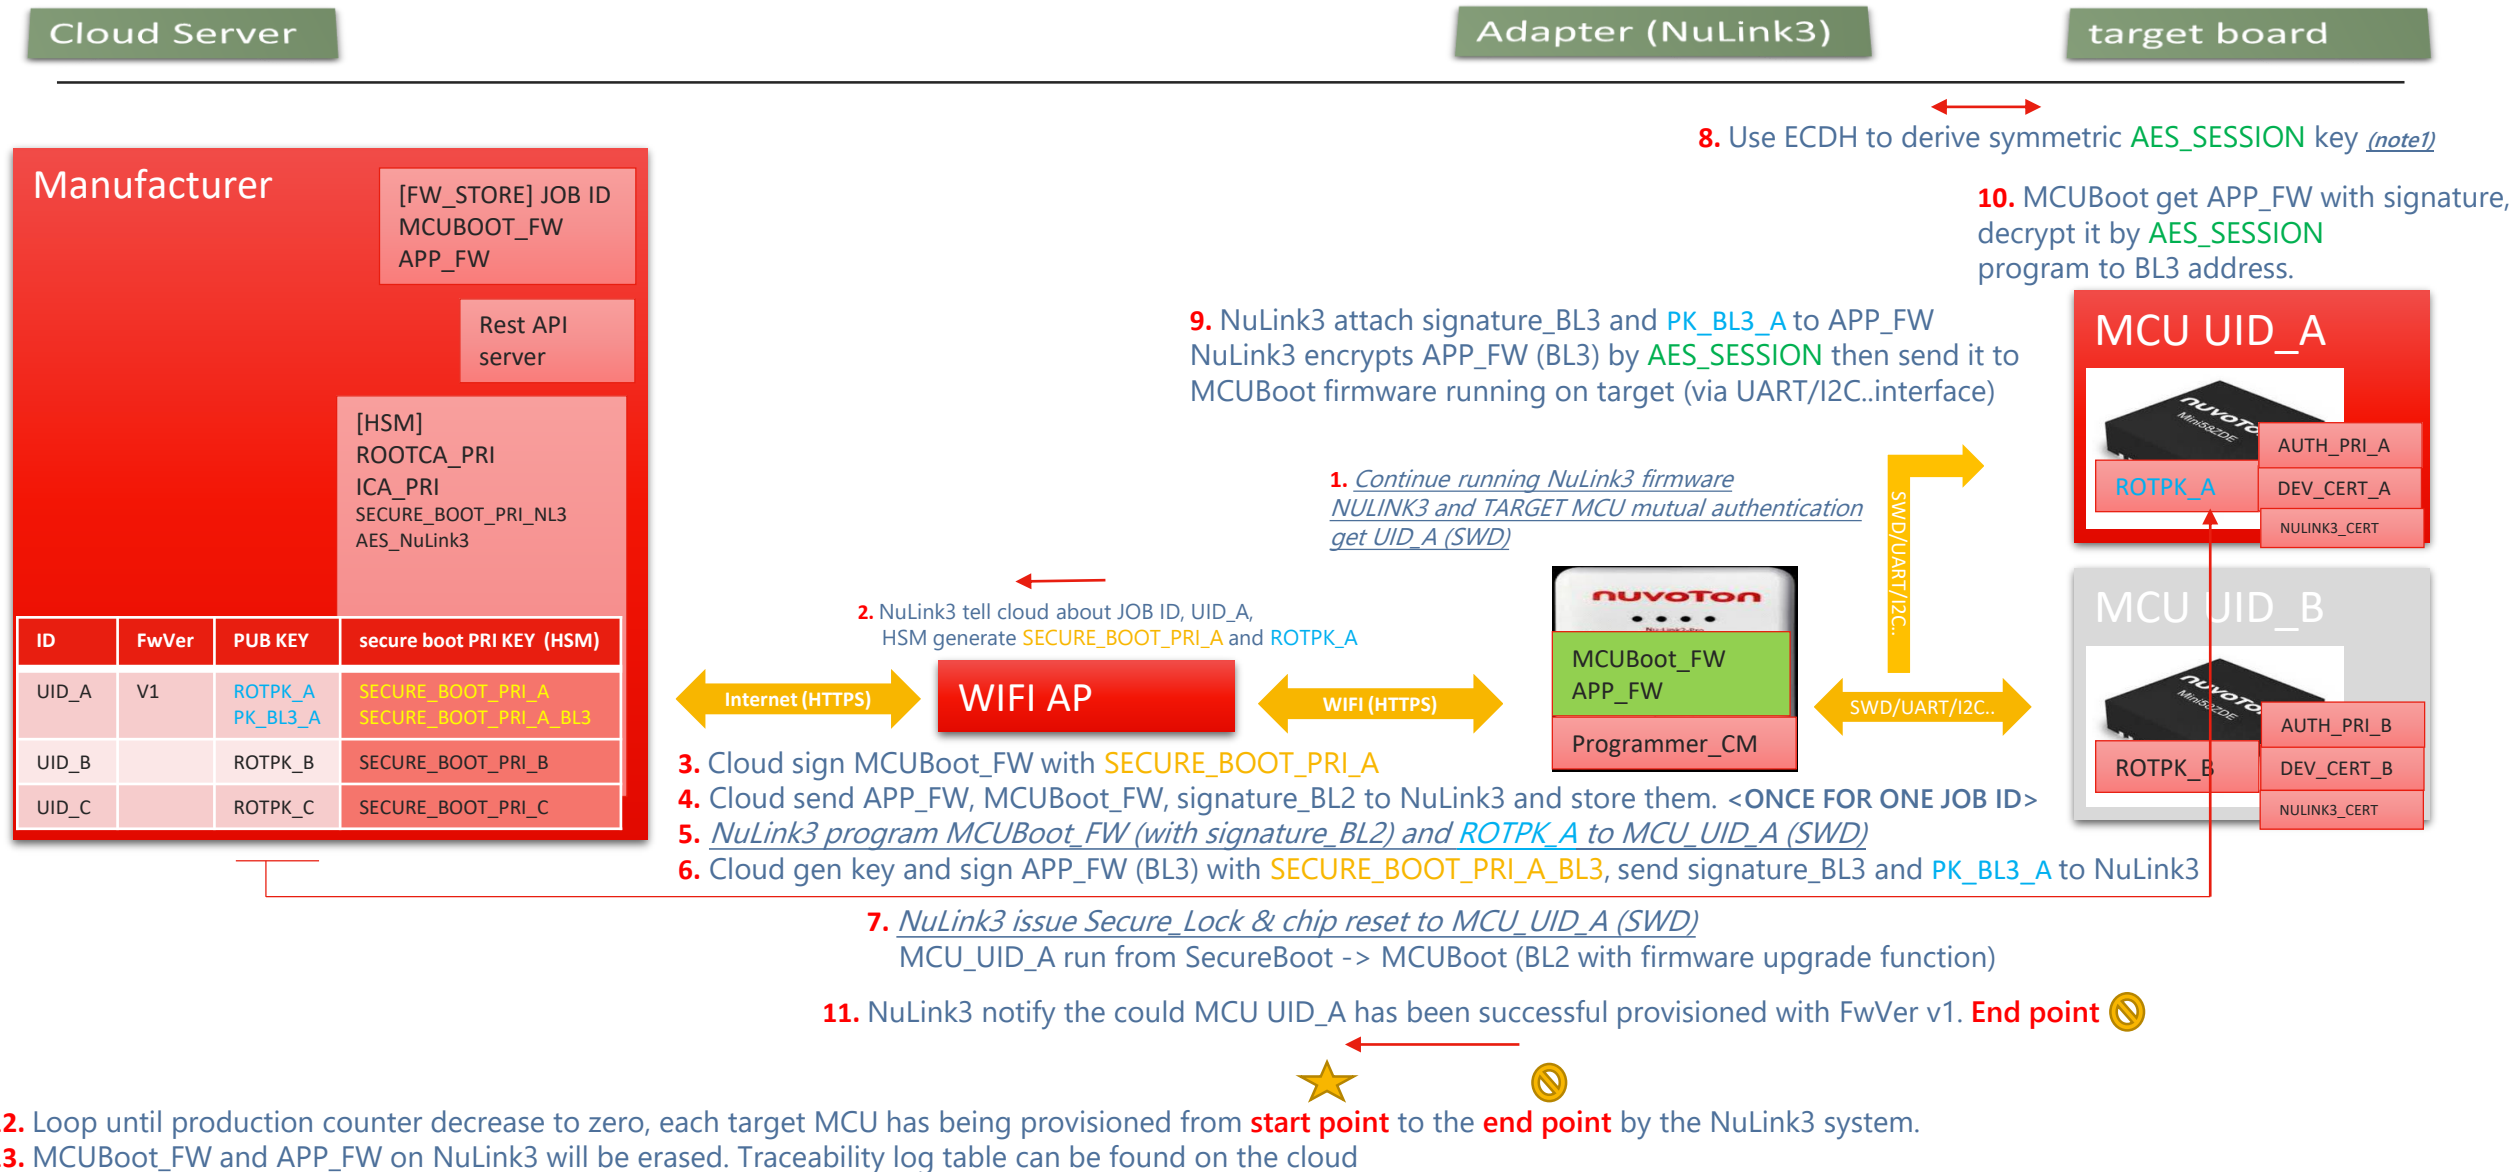 Cloud Server
Adapter (NuLink3)
target board
8. Use ECDH to derive symmetric AES_SESSION key (note1)
Manufacturer
[FW_STORE] JOB ID
MCUBOOT_FW
APP_FW
Rest API
server
[HSM]
ROOTCA_PRI
ICA_PRI
SECURE_BOOT_PRI_NL3
AES_NuLink3
10. MCUBoot get APP_FW with signature,
decrypt it by AES_SESSION
program to BL3 address.
9. NuLink3 attach signature_BL3 and PK_BL3_A to APP_FW
NuLink3 encrypts APP_FW (BL3) by AES_SESSION then send it to
MCUBoot firmware running on target (via UART/I2C..interface)
MCU UID_A
nuvoTon
Mini58ZDE
AUTH_PRI_A
ROTPK_A
DEV_CERT_A
NULINK3_CERT
1. Continue running NuLink3 firmware
NULINK3 and TARGET MCU mutual authentication
get UID_A (SWD)
SWD/UART/I2C..
2. NuLink3 tell cloud about JOB ID, UID_A,
HSM generate SECURE_BOOT_PRI_A and ROTPK_A
nuvoTon
Nu-Link2-Pro
MCUBoot_FW
APP_FW
Programmer_CM
MCU UID_B
nuvoTon
Mini58ZDE
AUTH_PRI_B
ROTPK_B
DEV_CERT_B
NULINK3_CERT
ID FwVer PUB KEY secure boot PRI KEY (HSM)
UID_A V1 ROTPK_A SECURE_BOOT_PRI_A
PK_BL3_A SECURE_BOOT_PRI_A_BL3
UID_B ROTPK_B SECURE_BOOT_PRI_B
UID_C ROTPK_C SECURE_BOOT_PRI_C
Internet (HTTPS)
WIFI AP
WIFI (HTTPS)
SWD/UART/I2C..
3. Cloud sign MCUBoot_FW with SECURE_BOOT_PRI_A
4. Cloud send APP_FW, MCUBoot_FW, signature_BL2 to NuLink3 and store them. <ONCE FOR ONE JOB ID>
5. NuLink3 program MCUBoot_FW (with signature_BL2) and ROTPK_A to MCU_UID_A (SWD)
6. Cloud gen key and sign APP_FW (BL3) with SECURE_BOOT_PRI_A_BL3, send signature_BL3 and PK_BL3_A to NuLink3
7. NuLink3 issue Secure_Lock & chip reset to MCU_UID_A (SWD)
MCU_UID_A run from SecureBoot -> MCUBoot (BL2 with firmware upgrade function)
11. NuLink3 notify the could MCU UID_A has been successful provisioned with FwVer v1. End point
2. Loop until production counter decrease to zero, each target MCU has being provisioned from start point to the end point by the NuLink3 system.
3. MCUBoot_FW and APP_FW on NuLink3 will be erased. Traceability log table can be found on the cloud